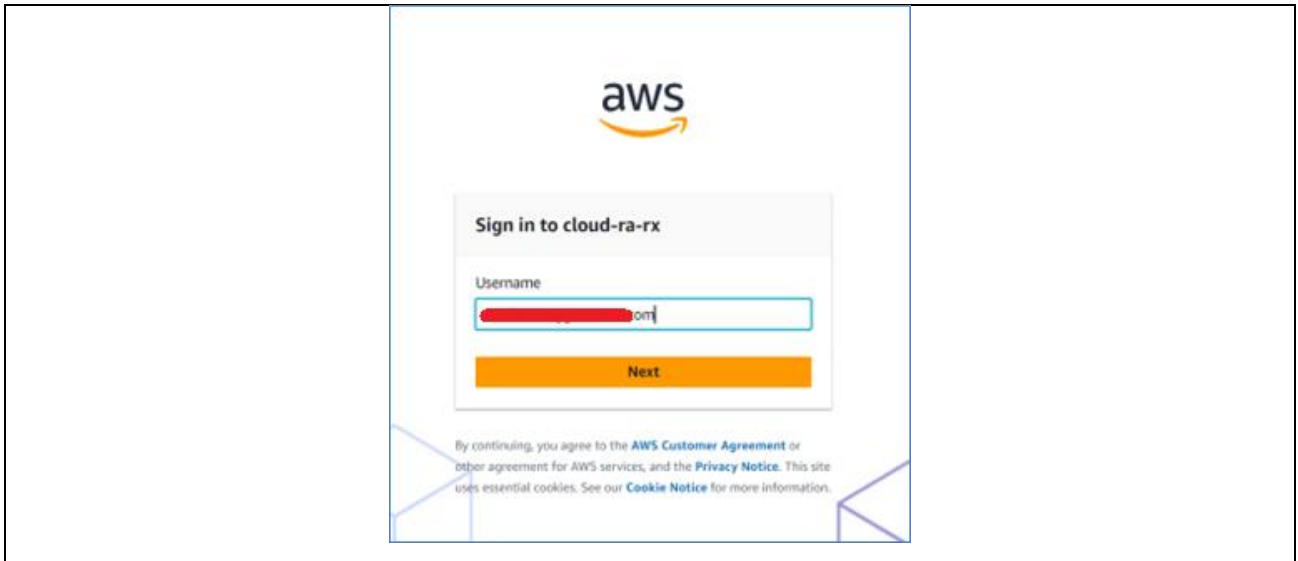 aws
Sign in to cloud-ra-rx
Username
om
Next
By continuing, you agree to the AWS Customer Agreement or
other agreement for AWS services, and the Privacy Notice. This site
uses essential cookies. See our Cookie Notice for more information.